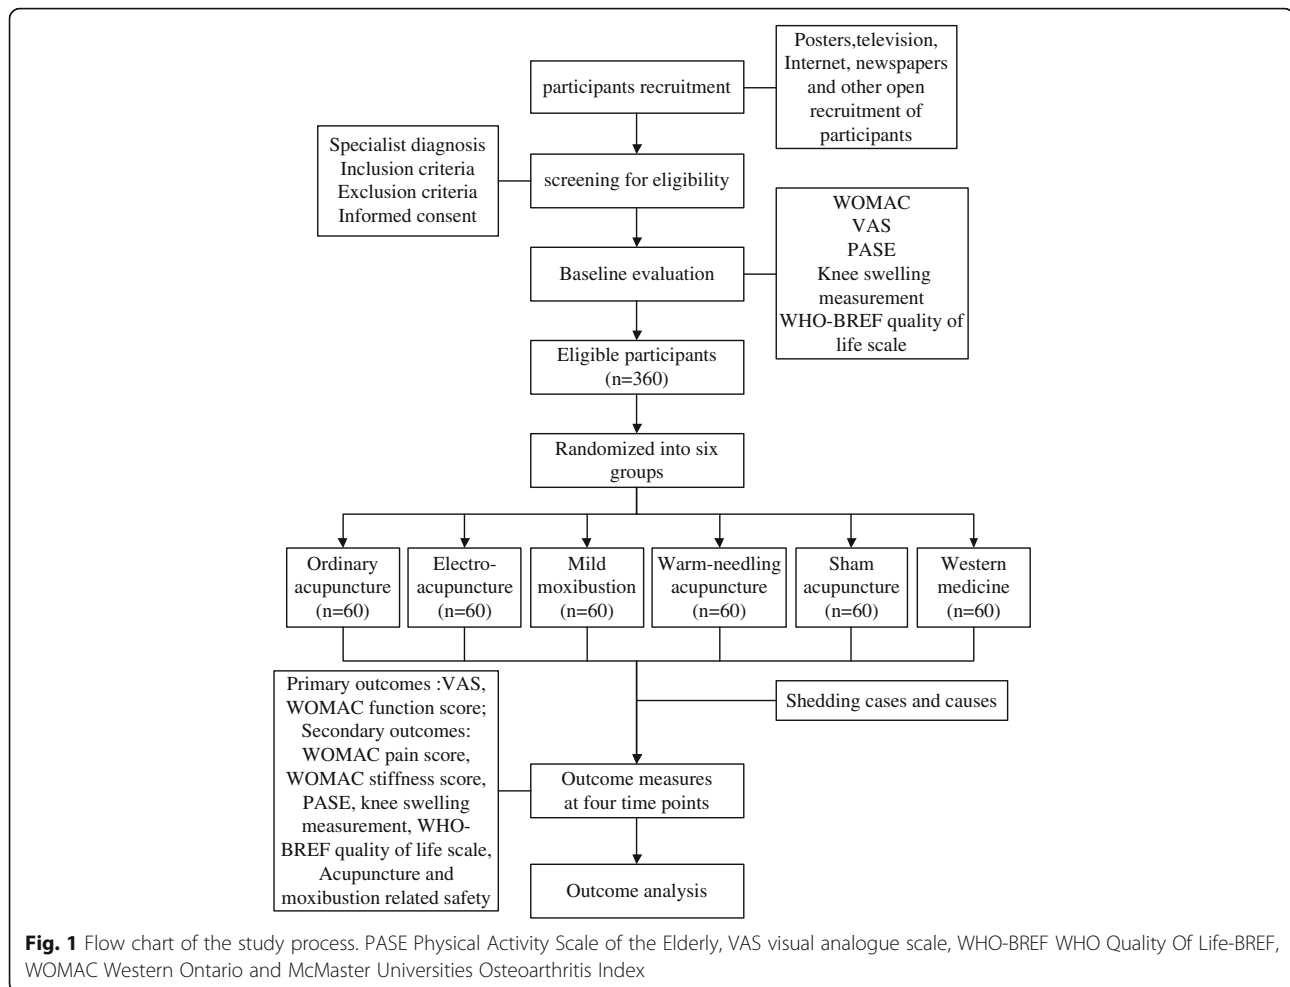 participants recruitment
Posters,television,
Internet, newspapers
and other open
recruitment of
participants
Specialist diagnosis
Inclusion criteria
Exclusion criteria
Informed consent
screening for eligibility
Baseline evaluation
WOMAC
VAS
PASE
Knee swelling
measurement
WHO-BREF quality of
life scale
Eligible participants
(n=360)
Randomized into six
groups
Ordinary
acupuncture
(n=60)
Electro-
acupuncture
(n=60)
Mild
moxibustion
(n=60)
Warm-needling
acupuncture
(n=60)
Sham
acupuncture
(n=60)
Western
medicine
(n=60)
Primary outcomes :VAS,
WOMAC function score;
Secondary outcomes:
WOMAC pain score,
WOMAC stiffness score,
PASE, knee swelling
measurement, WHO-
BREF quality of life scale,
Acupuncture and
moxibustion related safety
Shedding cases and causes
Outcome measures
at four time points
Outcome analysis
Fig. 1 Flow chart of the study process. PASE Physical Activity Scale of the Elderly, VAS visual analogue scale, WHO-BREF WHO Quality Of Life-BREF,
WOMAC Western Ontario and McMaster Universities Osteoarthritis Index